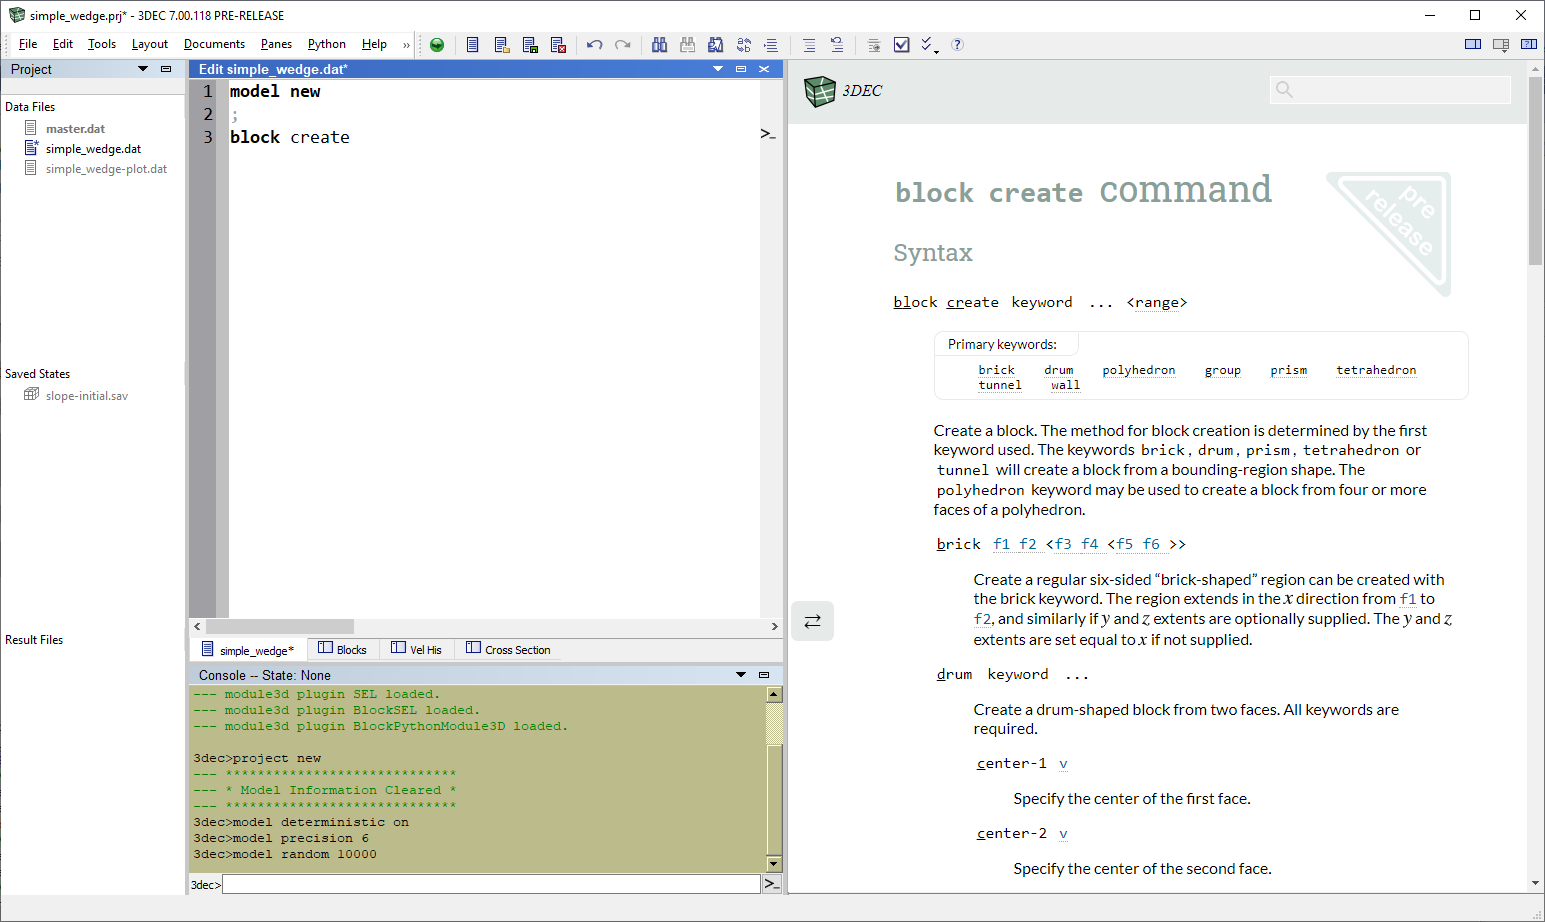 simple_wedge.prj* - 3DEC 7.00.118 PRE-RELEASE
File Edit Tools Layout Documents Panes Python Help »
Project
Data Files
master.dat
simple_wedge.dat
simple_wedge-plot.dat
Saved States
slope-initial.sav
Result Files
Edit simple_wedge.dat*
1 model new
2 ;
3 block create
simple_wedge* Blocks Vel His Cross Section
Console -- State: None
--- module3d plugin SEL loaded.
--- module3d plugin BlockSEL loaded.
--- module3d plugin BlockPythonModule3D loaded.
3dec>project new
--- *****************************
--- * Model Information Cleared *
--- *****************************
3dec>model deterministic on
3dec>model precision 6
3dec>model random 10000
3dec>
3DEC
block create command
pre
release
Syntax
block create keyword ... <range>
Primary keywords:
brick drum polyhedron group prism tetrahedron
tunnel wall
Create a block. The method for block creation is determined by the first
keyword used. The keywords brick, drum, prism, tetrahedron or
tunnel will create a block from a bounding-region shape. The
polyhedron keyword may be used to create a block from four or more
faces of a polyhedron.
brick f1 f2 <f3 f4 <f5 f6 >>
Create a regular six-sided “brick-shaped” region can be created with
the brick keyword. The region extends in the x direction from f1 to
f2, and similarly if y and z extents are optionally supplied. The y and z
extents are set equal to x if not supplied.
drum keyword ...
Create a drum-shaped block from two faces. All keywords are
required.
center-1 v
Specify the center of the first face.
center-2 v
Specify the center of the second face.